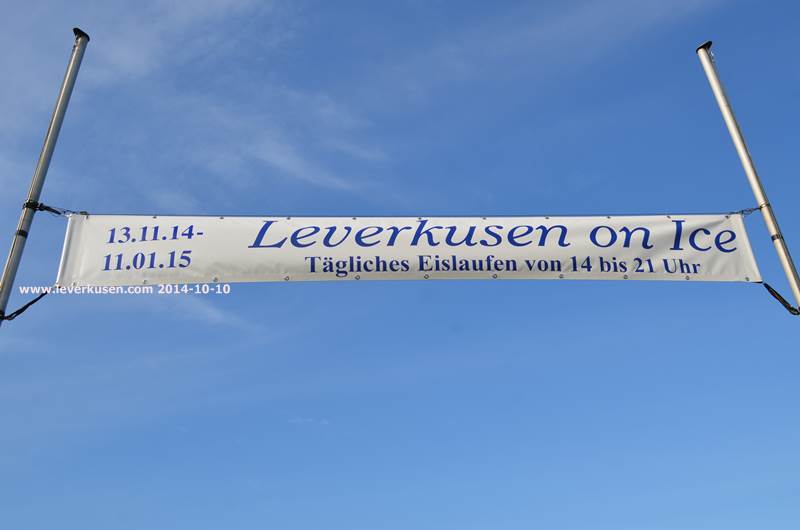 13.11.14-
11.01.15
Leverkusen on Ice
Tägliches Eislaufen von 14 bis 21 Uhr
www.leverkusen.com 2014-10-10